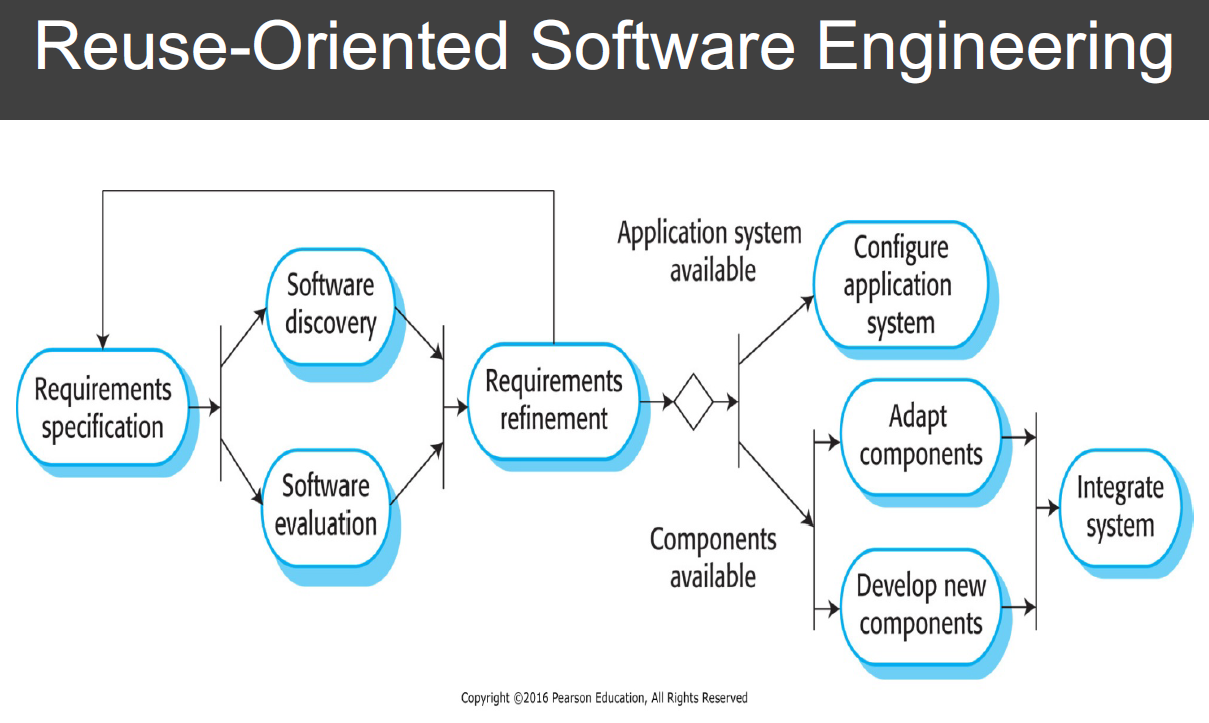 Reuse-Oriented Software Engineering
Requirements
specification
Software
discovery
Software
evaluation
Requirements
refinement
Application system
available
Configure
application
system
Components
available
Adapt
components
Develop new
components
Integrate
system
Copyright ©2016 Pearson Education, All Rights Reserved